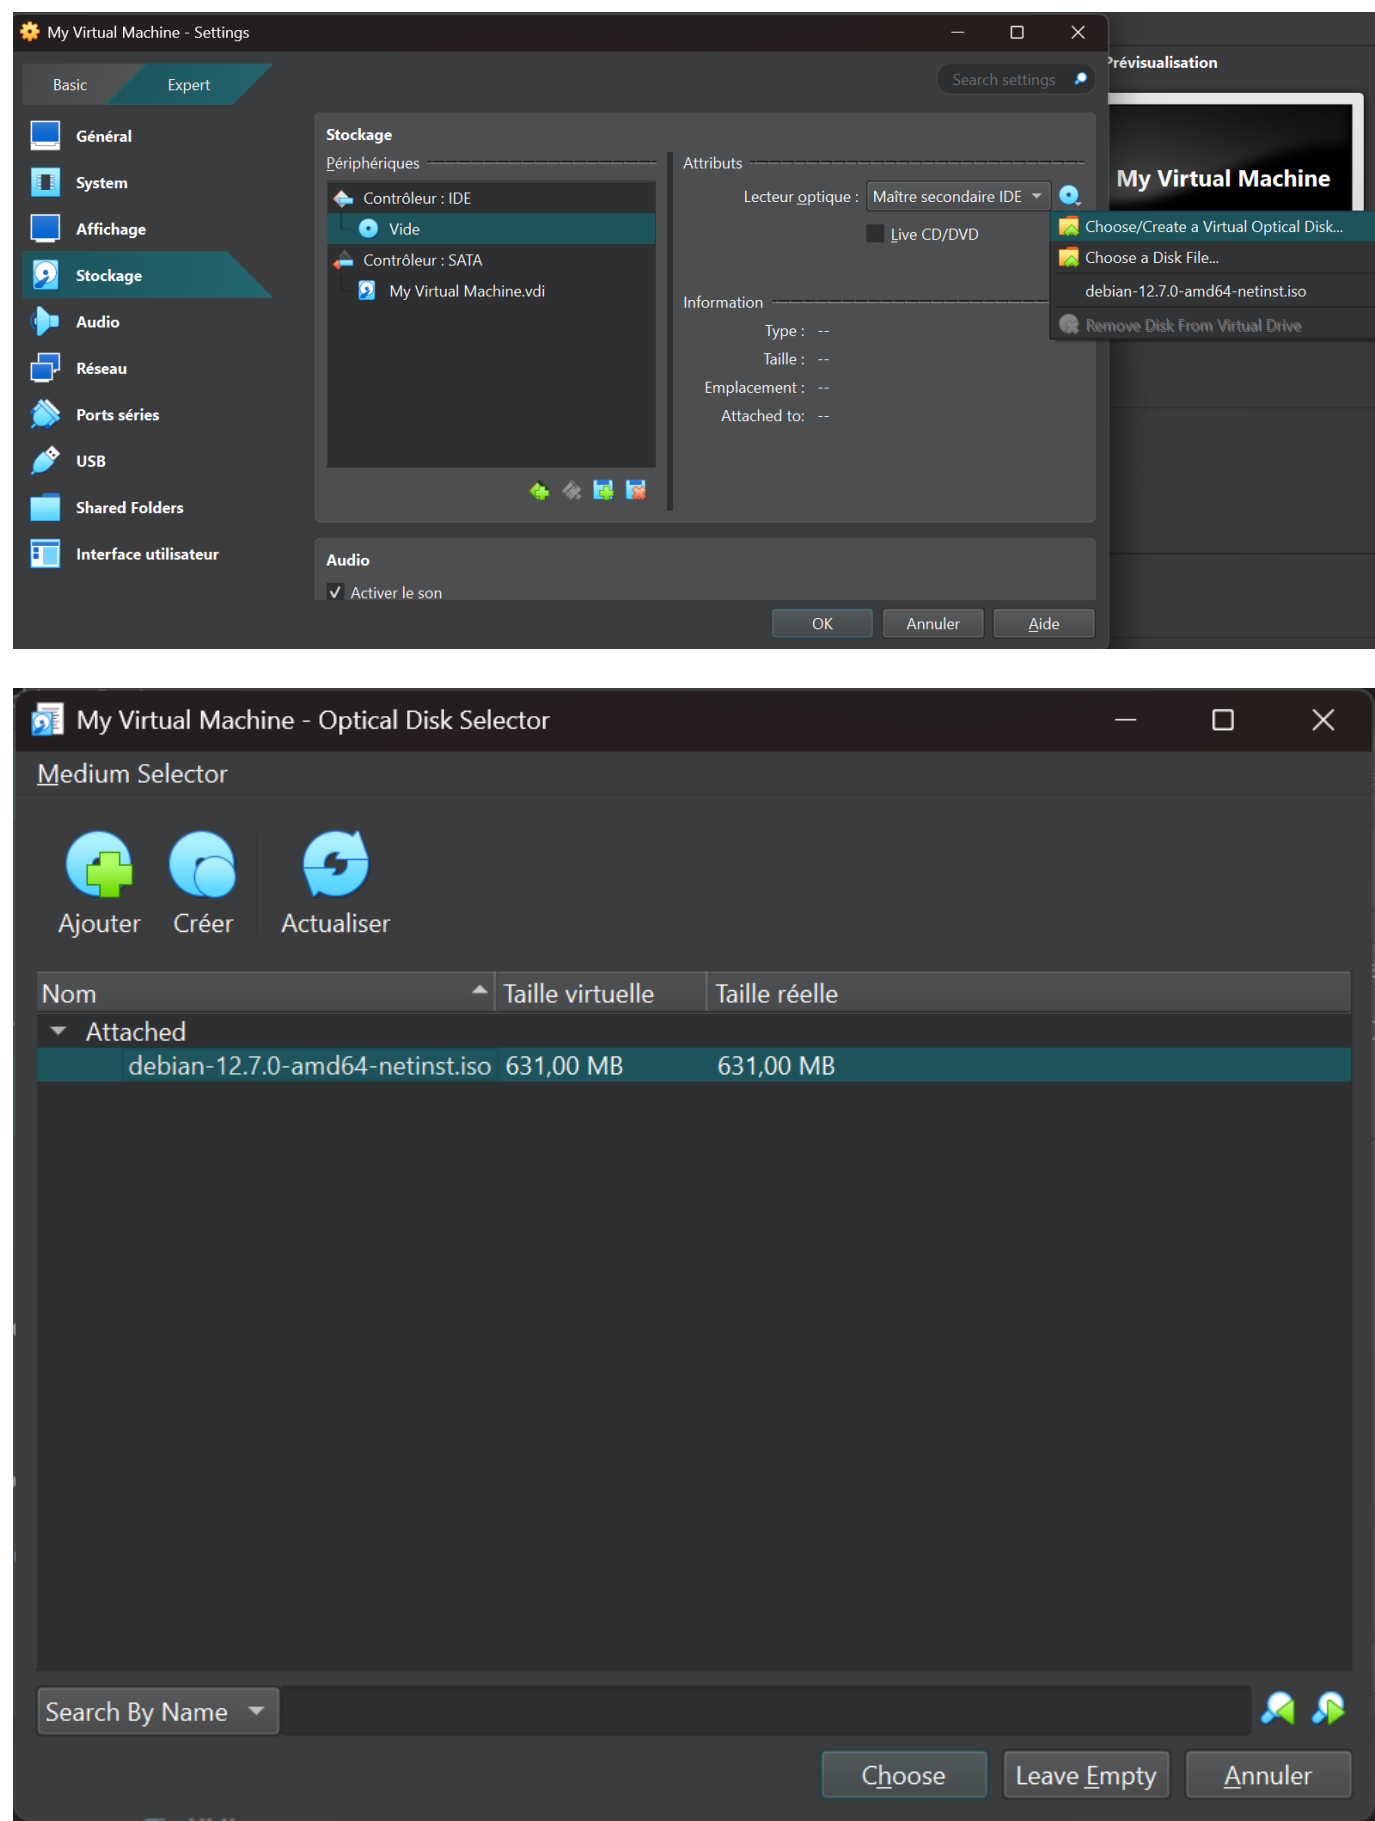 My Virtual Machine - Settings
Basic
Expert
Search settings
Prévisualisation
My Virtual Machine
Général
System
Affichage
Stockage
Audio
Réseau
Ports séries
USB
Shared Folders
Interface utilisateur
Stockage
Périphériques
Contrôleur : IDE
Vide
Contrôleur : SATA
My Virtual Machine.vdi
Attributs
Lecteur optique : Maître secondaire IDE
Live CD/DVD
Information
Type : --
Taille : --
Emplacement : --
Attached to: --
Choose/Create a Virtual Optical Disk...
Choose a Disk File...
debian-12.7.0-amd64-netinst.iso
Remove Disk From Virtual Drive
Audio
Activer le son
OK
Annuler
Aide
My Virtual Machine - Optical Disk Selector
Medium Selector
Ajouter
Créer
Actualiser
Nom Taille virtuelle Taille réelle
Attached
debian-12.7.0-amd64-netinst.iso 631,00 MB 631,00 MB
Search By Name
Choose
Leave Empty
Annuler